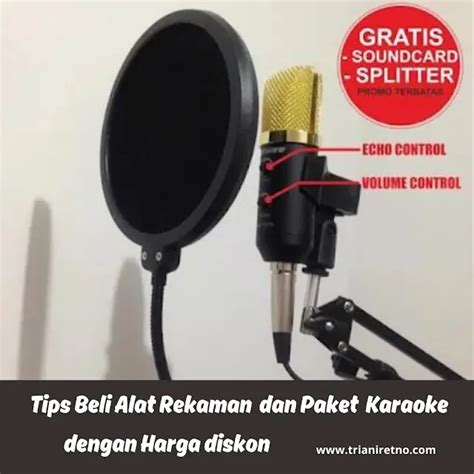 GRATIS
- SOUNDCARD
- SPLITTER
PROMO TERBATAS
ECHO CONTROL
VOLUME CONTROL
Tips Beli Alat Rekaman dan Paket Karaoke
dengan Harga diskon
www.trianiretno.com